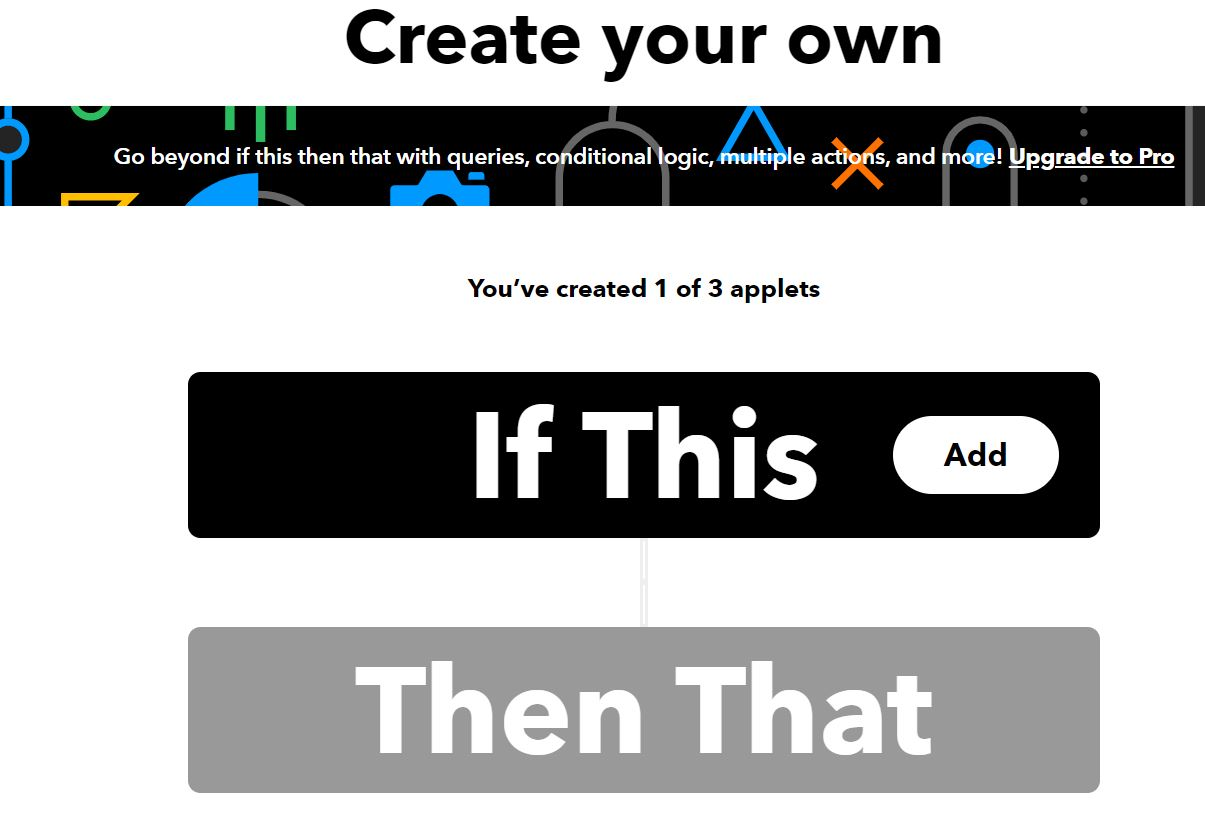 Create your own
Go beyond if this then that with queries, conditional logic, multiple actions, and more! Upgrade to Pro
You’ve created 1 of 3 applets
If This
Add
Then That